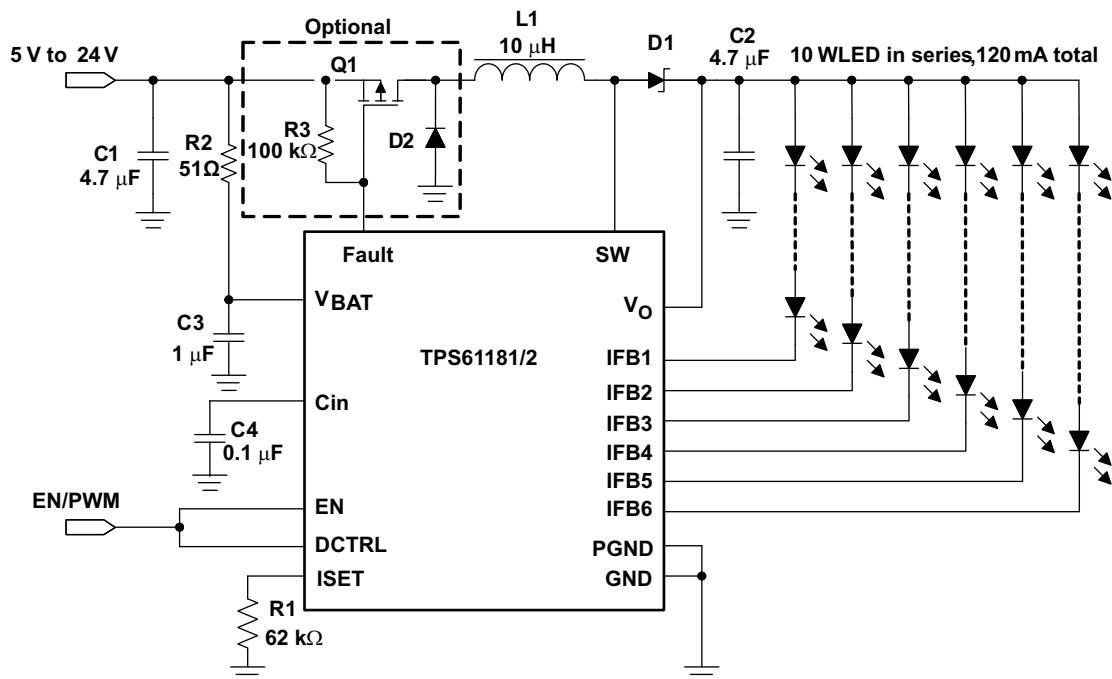 Optional
L1
10 μH
5 V to 24 V
Q1
D1
C2
4.7 μF
10 WLED in series,120 mA total
R3
100 kΩ
D2
C1
4.7 μF
R2
51Ω
Fault
SW
VBAT
VO
C3
1 μF
TPS61181/2
IFB1
IFB2
Cin
IFB3
C4
0.1 μF
IFB4
IFB5
EN/PWM
EN
IFB6
DCTRL
PGND
ISET
GND
R1
62 kΩ